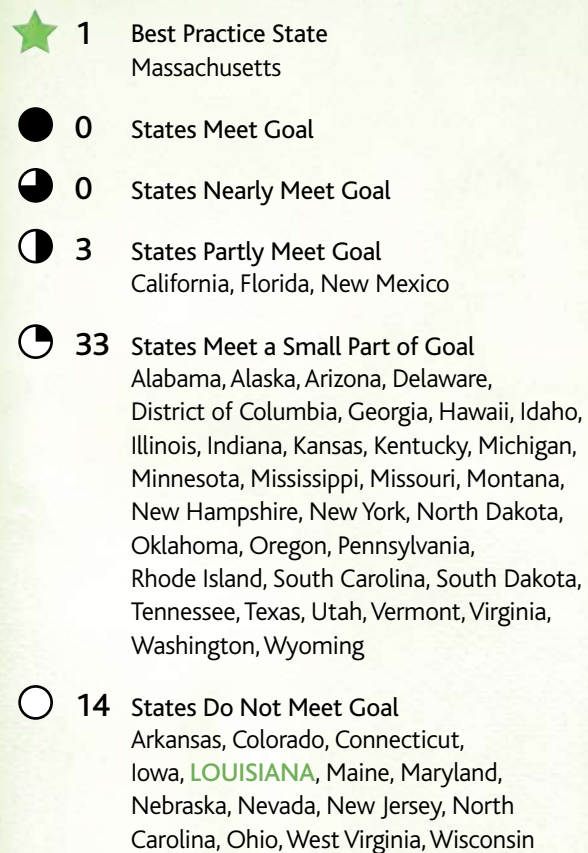 1 Best Practice State
Massachusetts
0 States Meet Goal
0 States Nearly Meet Goal
3 States Partly Meet Goal
California, Florida, New Mexico
33 States Meet a Small Part of Goal
Alabama, Alaska, Arizona, Delaware,
District of Columbia, Georgia, Hawaii, Idaho,
Illinois, Indiana, Kansas, Kentucky, Michigan,
Minnesota, Mississippi, Missouri, Montana,
New Hampshire, New York, North Dakota,
Oklahoma, Oregon, Pennsylvania,
Rhode Island, South Carolina, South Dakota,
Tennessee, Texas, Utah, Vermont, Virginia,
Washington, Wyoming
14 States Do Not Meet Goal
Arkansas, Colorado, Connecticut,
Iowa, LOUISIANA, Maine, Maryland,
Nebraska, Nevada, New Jersey, North
Carolina, Ohio, West Virginia, Wisconsin